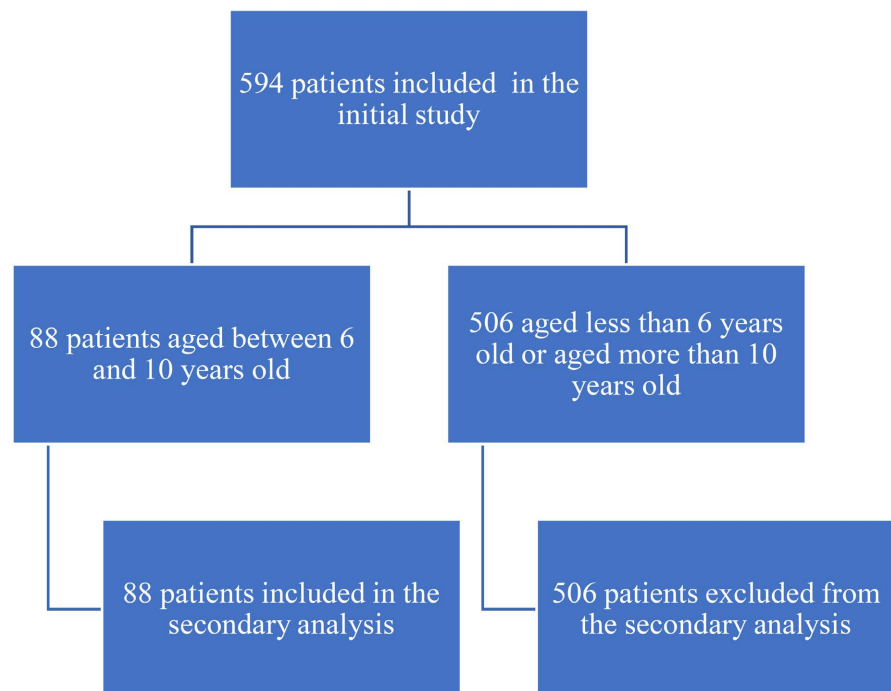 594 patients included in the
initial study
88 patients aged between 6
and 10 years old
506 aged less than 6 years
old or aged more than 10
years old
88 patients included in the
secondary analysis
506 patients excluded from
the secondary analysis